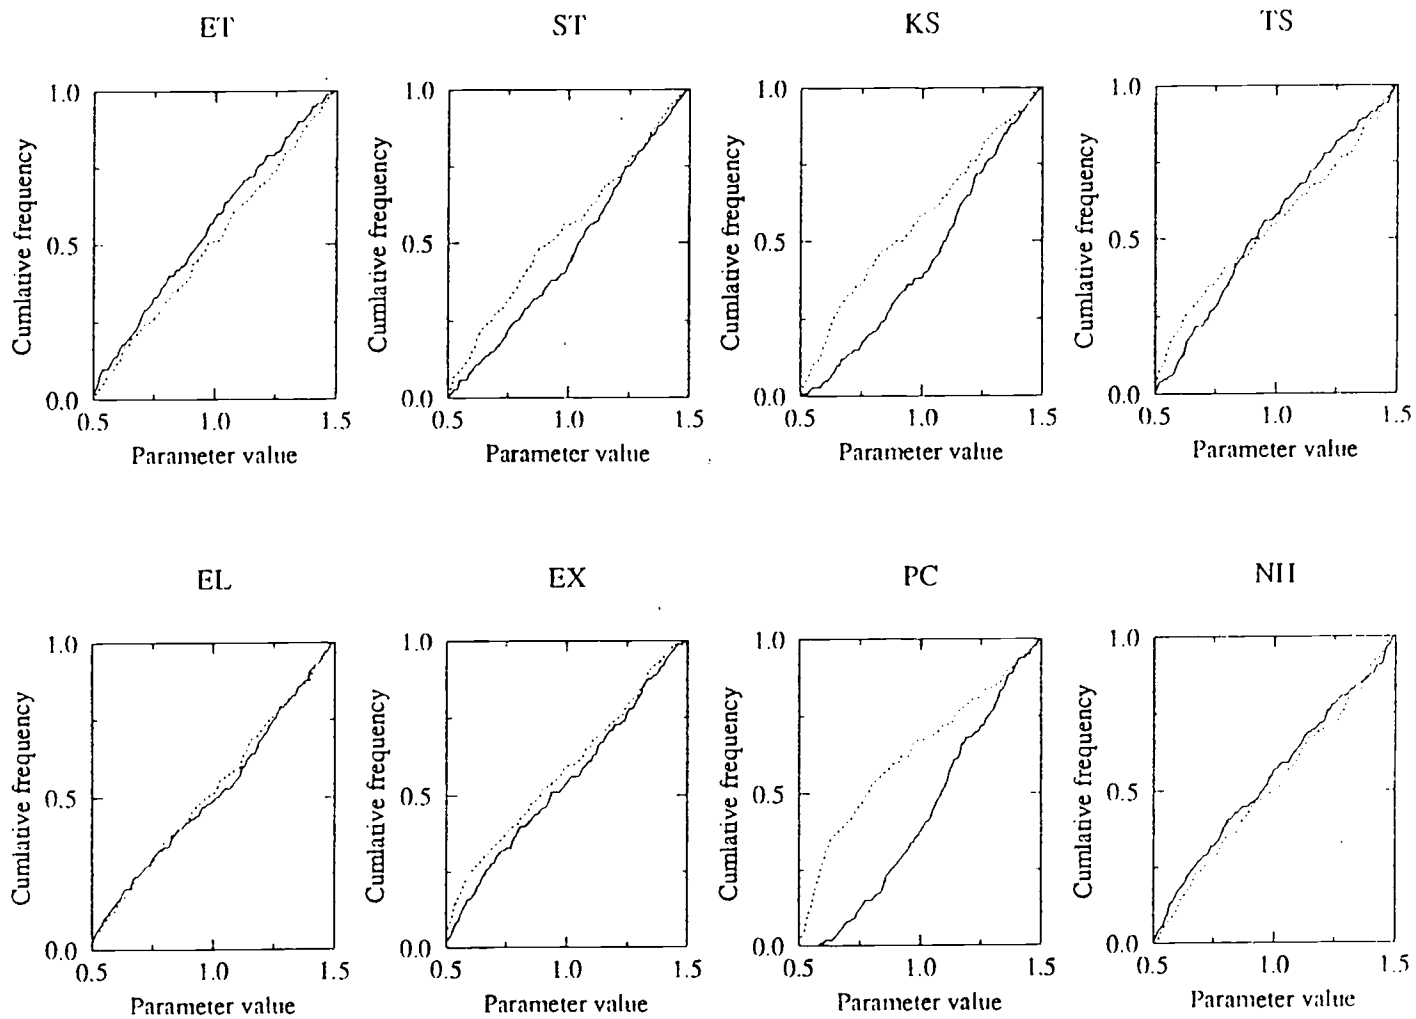 ET ST KS TS
1.0 1.0 1.0 1.0
Cumlative frequency Cumlative frequency Cumlative frequency Cumlative frequency
0.5 0.5 0.5 0.5
0.0 0.0 0.0 0.0
0.5 1.0 1.5 0.5 1.0 1.5 0.5 1.0 1.5 0.5 1.0 1.5
Parameter value Parameter value Parameter value Parameter value
EL EX PC NH
1.0 1.0 1.0 1.0
Cumlative frequency Cumlative frequency Cumlative frequency Cumlative frequency
0.5 0.5 0.5 0.5
0.0 0.0 0.0 0.0
0.5 1.0 1.5 0.5 1.0 1.5 0.5 1.0 1.5 0.5 1.0 1.5
Parameter value Parameter value Parameter value Parameter value